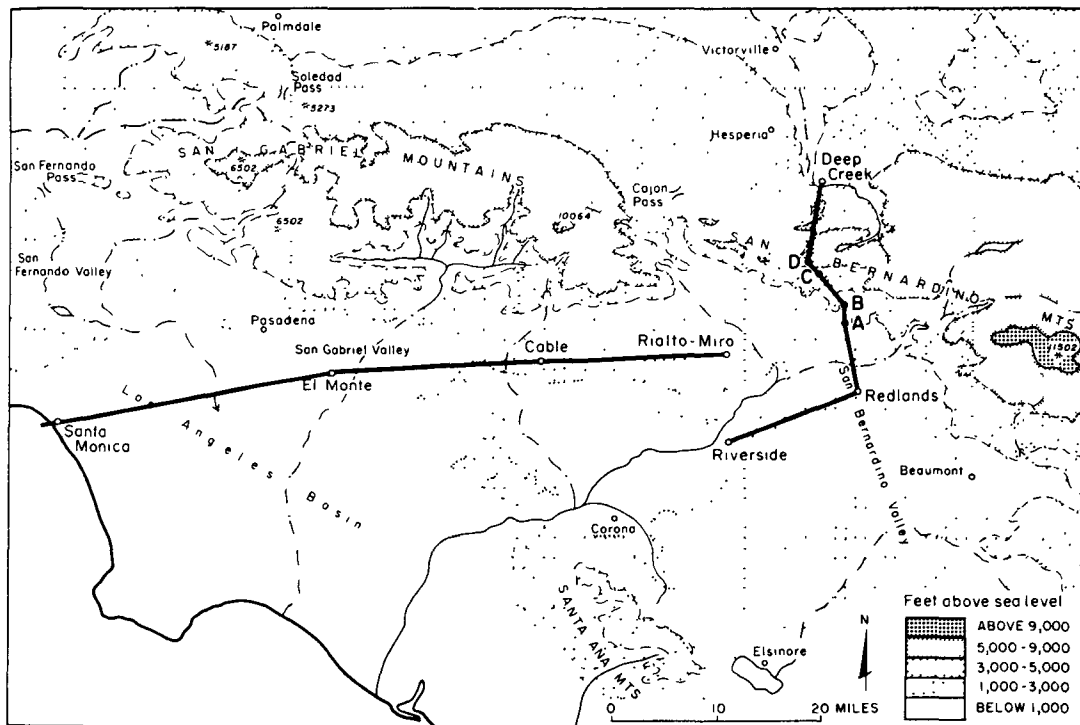 Palmdale
*5187
Victorville
Soledad
Pass
*5273
Hesperia
SAN GABRIEL MOUNTAINS
San Fernando
Pass
6502
Deep
Creek
Cajon
Pass
6502
10064
SAN BERNARDINO MTS
San
Fernando Valley
D
C
B
A
Pasadena
San Gabriel Valley
Cable
Rialto-Miro
11502
El Monte
Santa
Monica
Los Angeles Basin
Redlands
San Bernardino Valley
Riverside
Beaumont
Corona
SANTA ANA MTS
Elsinore
N
0 10 20 MILES
Feet above sea level
ABOVE 9,000
5,000-9,000
3,000-5,000
1,000-3,000
BELOW 1,000